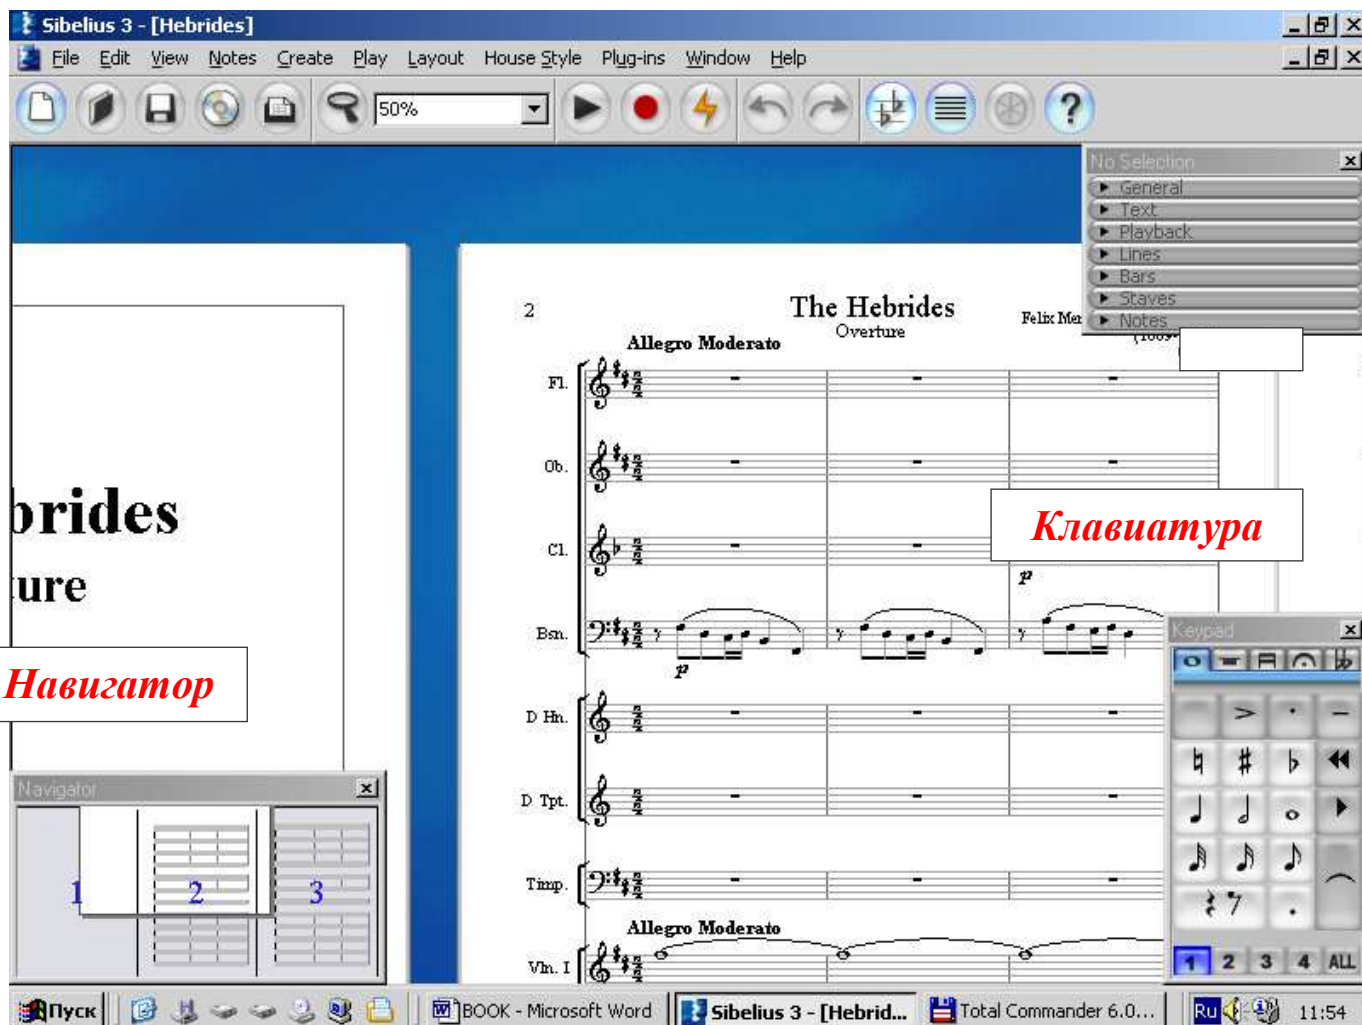 Sibelius 3 - [Hebrides]
File Edit View Notes Create Play Layout House Style Plug-ins Window Help
50%
No Selection
General
Text
Playback
Lines
Bars
Staves
Notes
2
The Hebrides
Overture
Felix
Allegro Moderato
Fl.
Ob.
brides
ture
Клавиатура
Cl.
p
Bsn.
p
Навигатор
Keypad
D Hn.
Navigator
D Tpt.
1 2 3
Timp.
Allegro Moderato
Vln. I
1 2 3 4 ALL
Пуск
BOOK - Microsoft Word
Sibelius 3 - [Hebrid...
Total Commander 6.0...
Ru
11:54